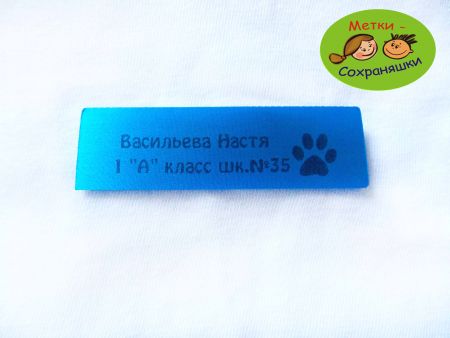 Метки -
Сохраняшки
Васильева Настя
1 "А" класс шк.№35